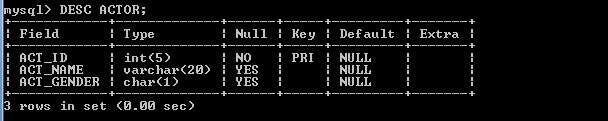 mysql> DESC ACTOR;
+------------+-------------+------+-----+---------+-------+
| Field      | Type        | Null | Key | Default | Extra |
+------------+-------------+------+-----+---------+-------+
| ACT_ID     | int(5)      | NO   | PRI | NULL    |       |
| ACT_NAME   | varchar(20) | YES  |     | NULL    |       |
| ACT_GENDER | char(1)     | YES  |     | NULL    |       |
+------------+-------------+------+-----+---------+-------+
3 rows in set (0.00 sec)